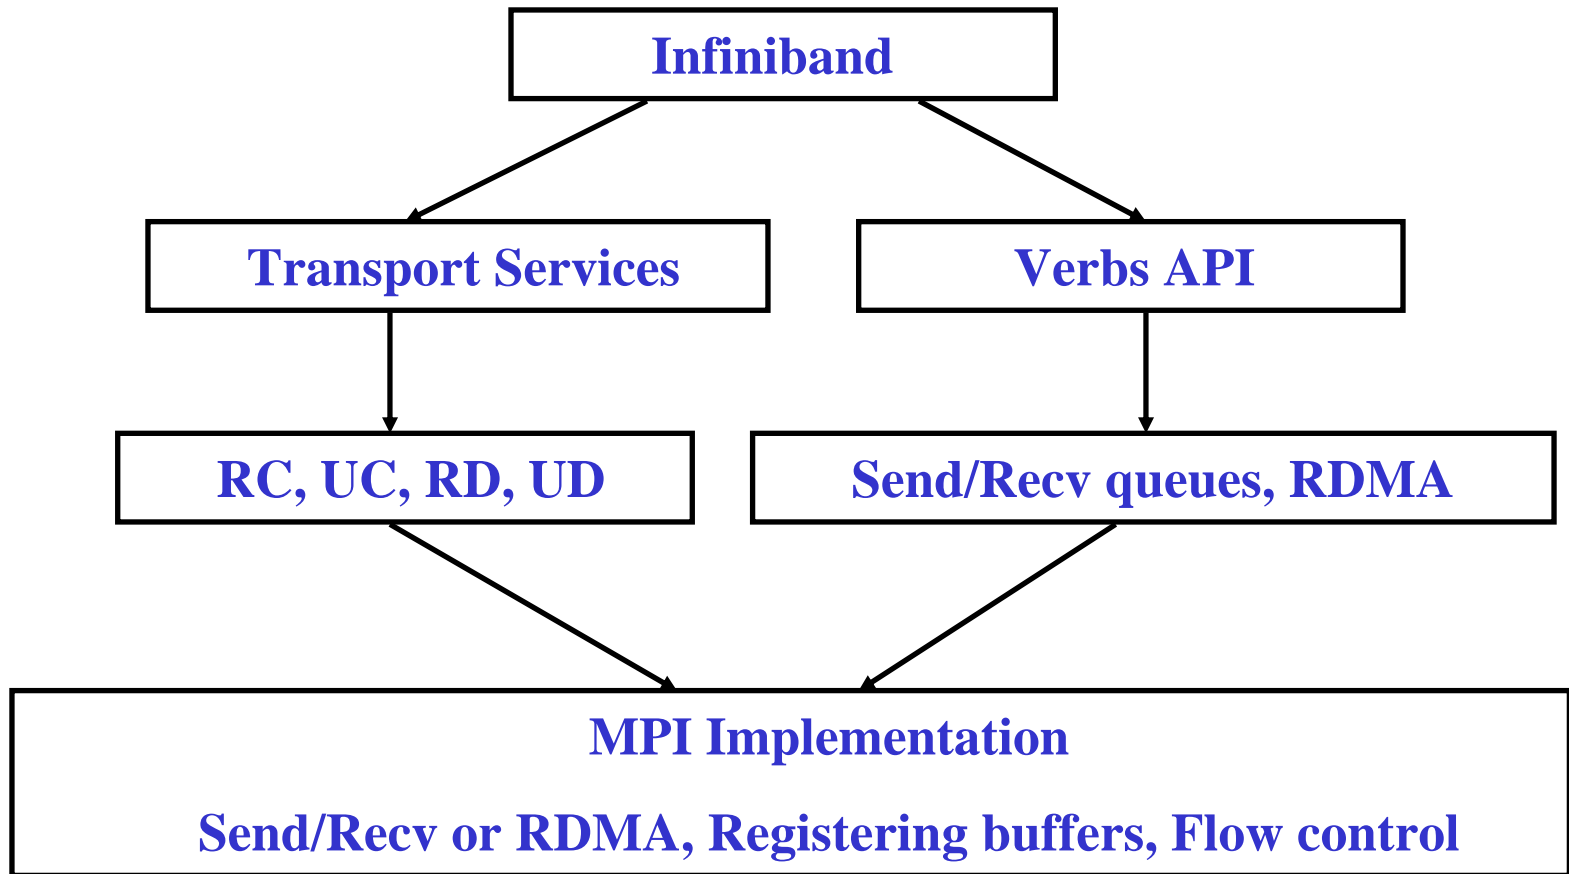 Infiniband
Transport Services
Verbs API
RC, UC, RD, UD
Send/Recv queues, RDMA
MPI Implementation
Send/Recv or RDMA, Registering buffers, Flow control